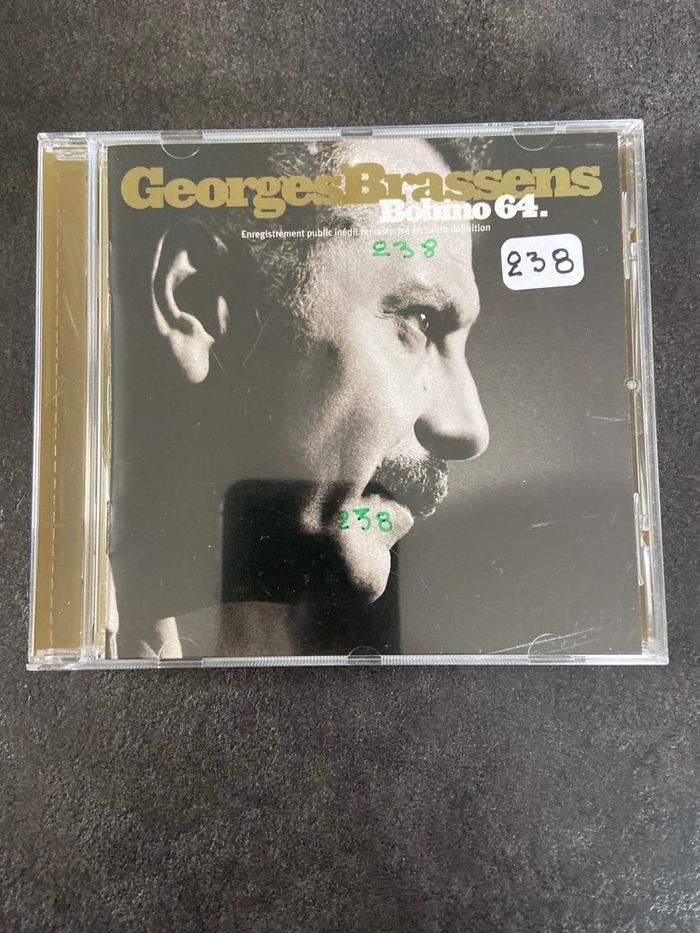 GeorgesBrassens
Bobino 64.
Enregistrement public inédit remasterisé en haute définition
238
238
238